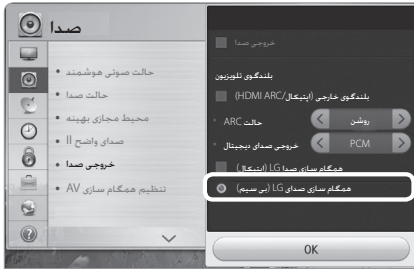 صدا
حالت صوتی هوشمند •
حالت صدا •
محیط مجازی بهینه •
صدای واضح II •
خروجی صدا •
تنظیم همگام سازی AV •
خروجی صدا
بلندگوی تلویزیون
بلندگوی خارجی (اپتیکال/HDMI ARC)
حالت ARC
روشن
خروجی صدای دیجیتال
PCM
همگام سازی صدا LG (اپتیکال)
همگام سازی صدای LG (بی سیم)
OK